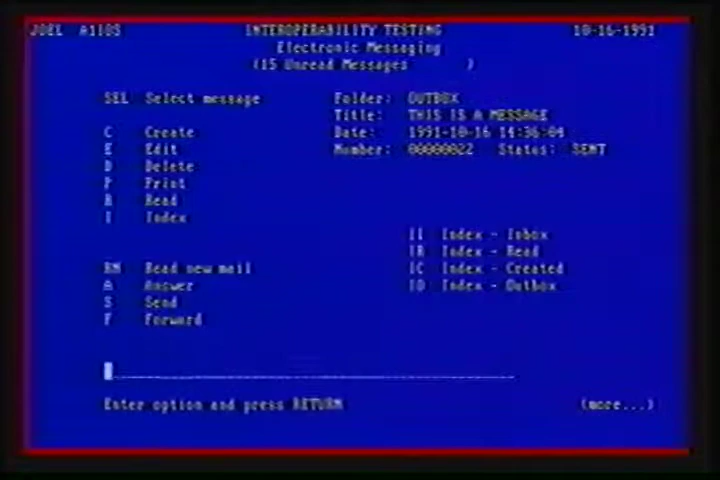 JOEL A1105 INTEROPERABILITY TESTING 10-16-1991
Electronic Messaging
(15 Unread Messages )
SEL Select message Folder: OUTBOX
Title: THIS IS A MESSAGE
C Create Date: 1991-10-16 14:36:04
E Edit Number: 00000022 Status: SENT
D Delete
P Print
R Read
I Index
II Index - Inbox
IR Index - Read
RN Read new mail IC Index - Created
A Answer IO Index - Outbox
S Send
F Forward
Enter option and press RETURN (more...)